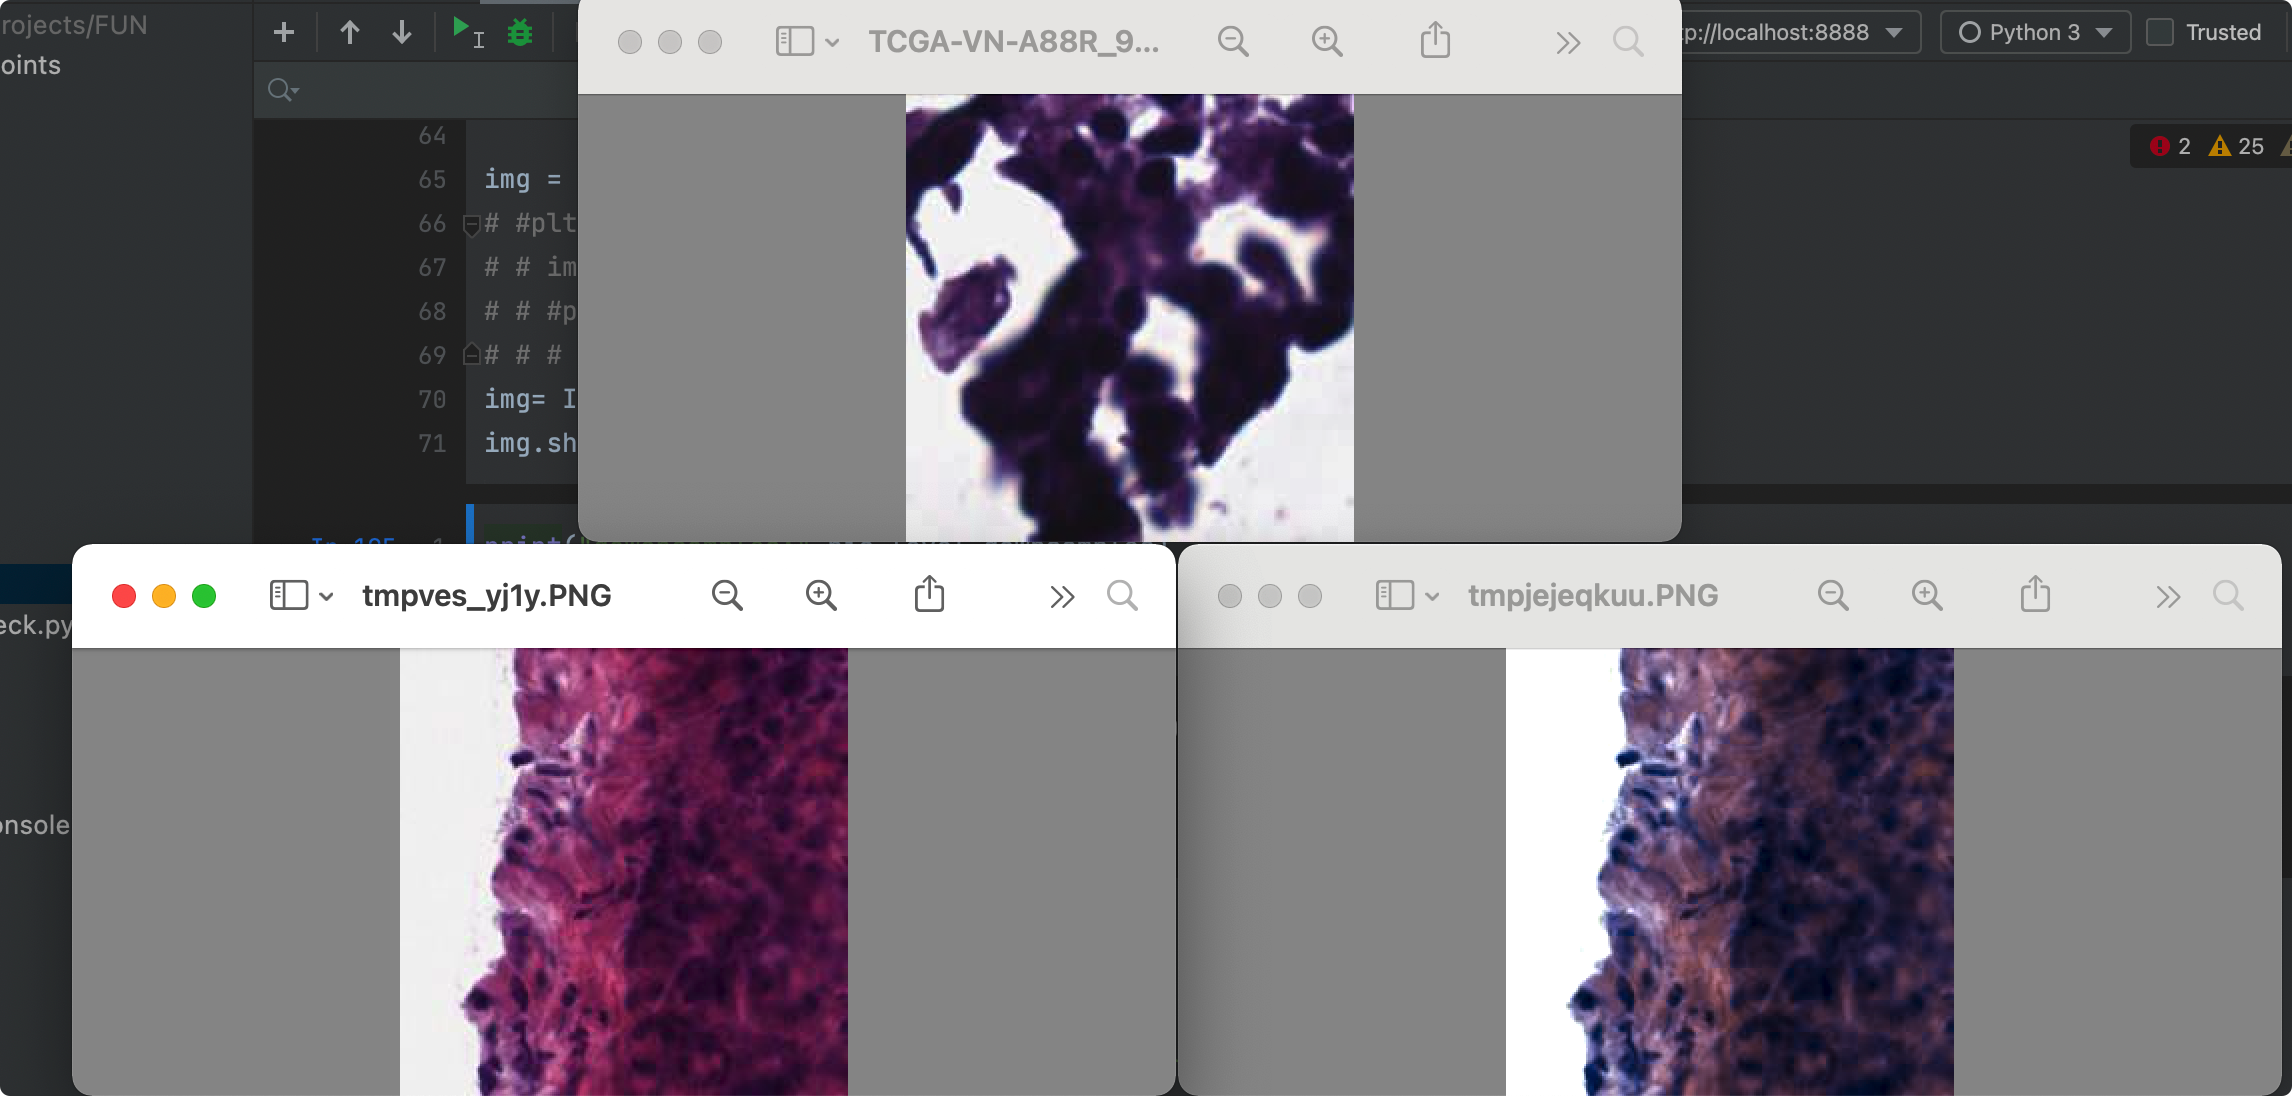 rojects/FUN
oints
TCGA-VN-A88R_9...
p://localhost:8888
Python 3
Trusted
2
25
64
65 img =
66 # #plt
67 # # im
68 # # #p
69 # # #
70 img= I
71 img.sh
eck.py
onsole
tmpves_yj1y.PNG
tmpjejeqkuu.PNG